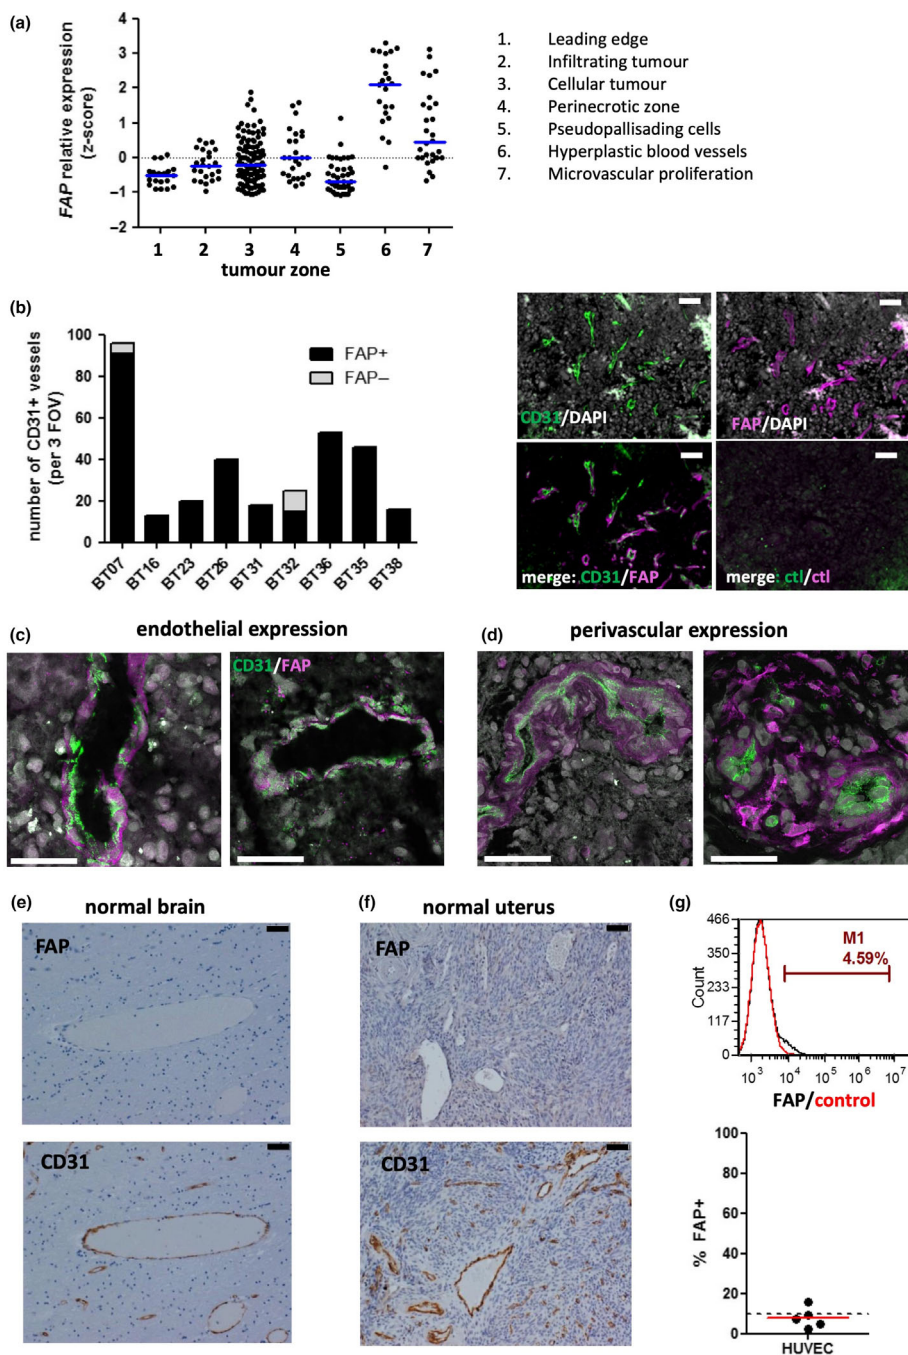 (a)
FAP relative expression
(z-score)
4
3
2
1
0
–1
–2
1 2 3 4 5 6 7
tumour zone
1. Leading edge
2. Infiltrating tumour
3. Cellular tumour
4. Perinecrotic zone
5. Pseudopallisading cells
6. Hyperplastic blood vessels
7. Microvascular proliferation
(b)
number of CD31+ vessels
(per 3 FOV)
100
80
60
40
20
0
FAP+
FAP–
BT07 BT16 BT23 BT26 BT31 BT32 BT36 BT35 BT38
CD31/DAPI
FAP/DAPI
merge: CD31/FAP
merge: ctl/ctl
(c) endothelial expression
CD31/FAP
(d) perivascular expression
(e) normal brain
FAP
CD31
(f) normal uterus
FAP
CD31
(g)
Count
466
350
233
117
0
M1
4.59%
10³ 10⁴ 10⁵ 10⁶ 10⁷
FAP/control
% FAP+
100
80
60
40
20
0
HUVEC